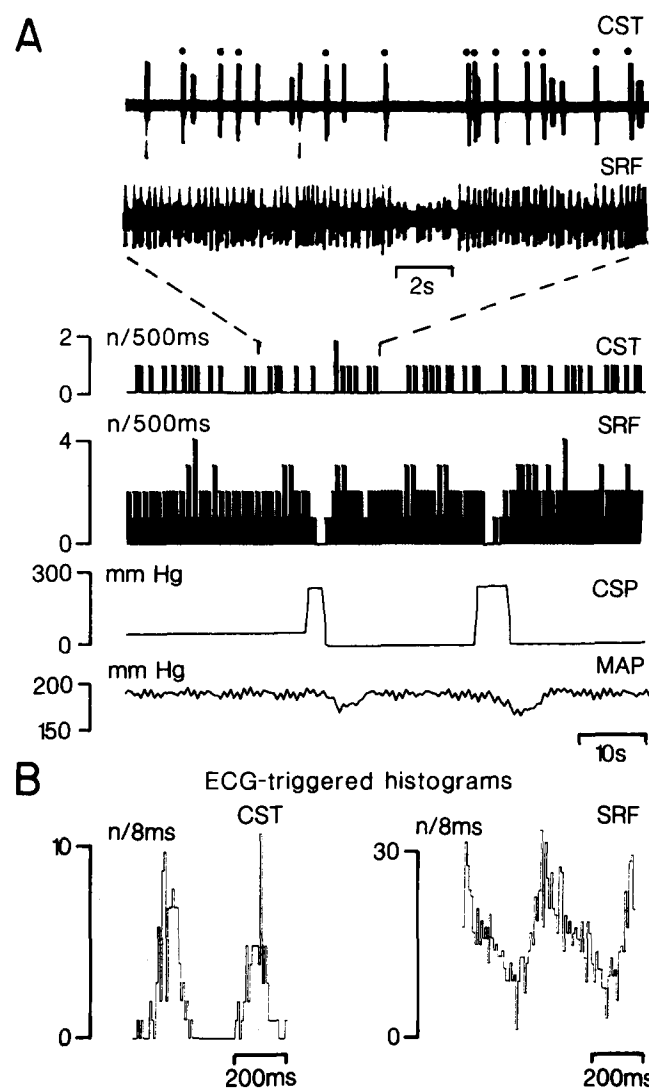 A
CST
SRF
2s
n/500ms
CST
2
0
n/500ms
SRF
4
0
300
mm Hg
CSP
0
mm Hg
MAP
200
150
10s
B
ECG-triggered histograms
CST
SRF
n/8ms
n/8ms
10
0
30
0
200ms
200ms